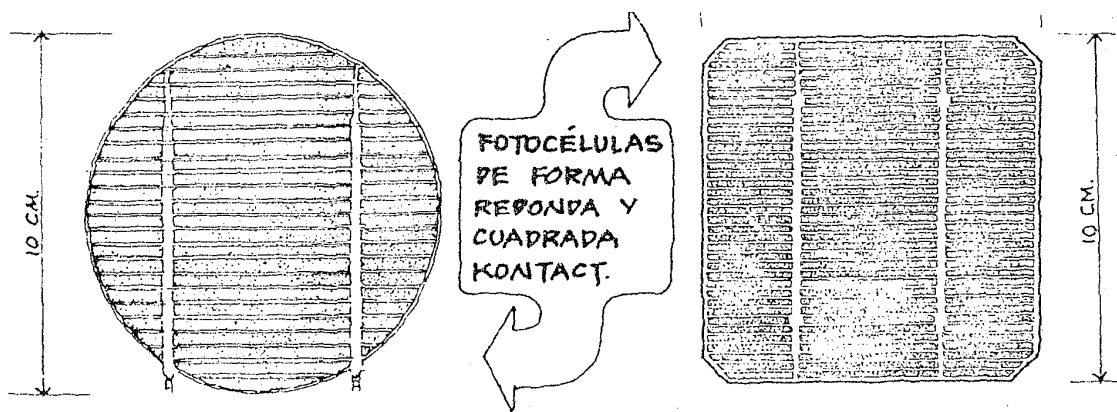 10 CM.
FOTOCÉLULAS
DE FORMA
REDONDA Y
CUADRADA
KONTACT.
10 CM.